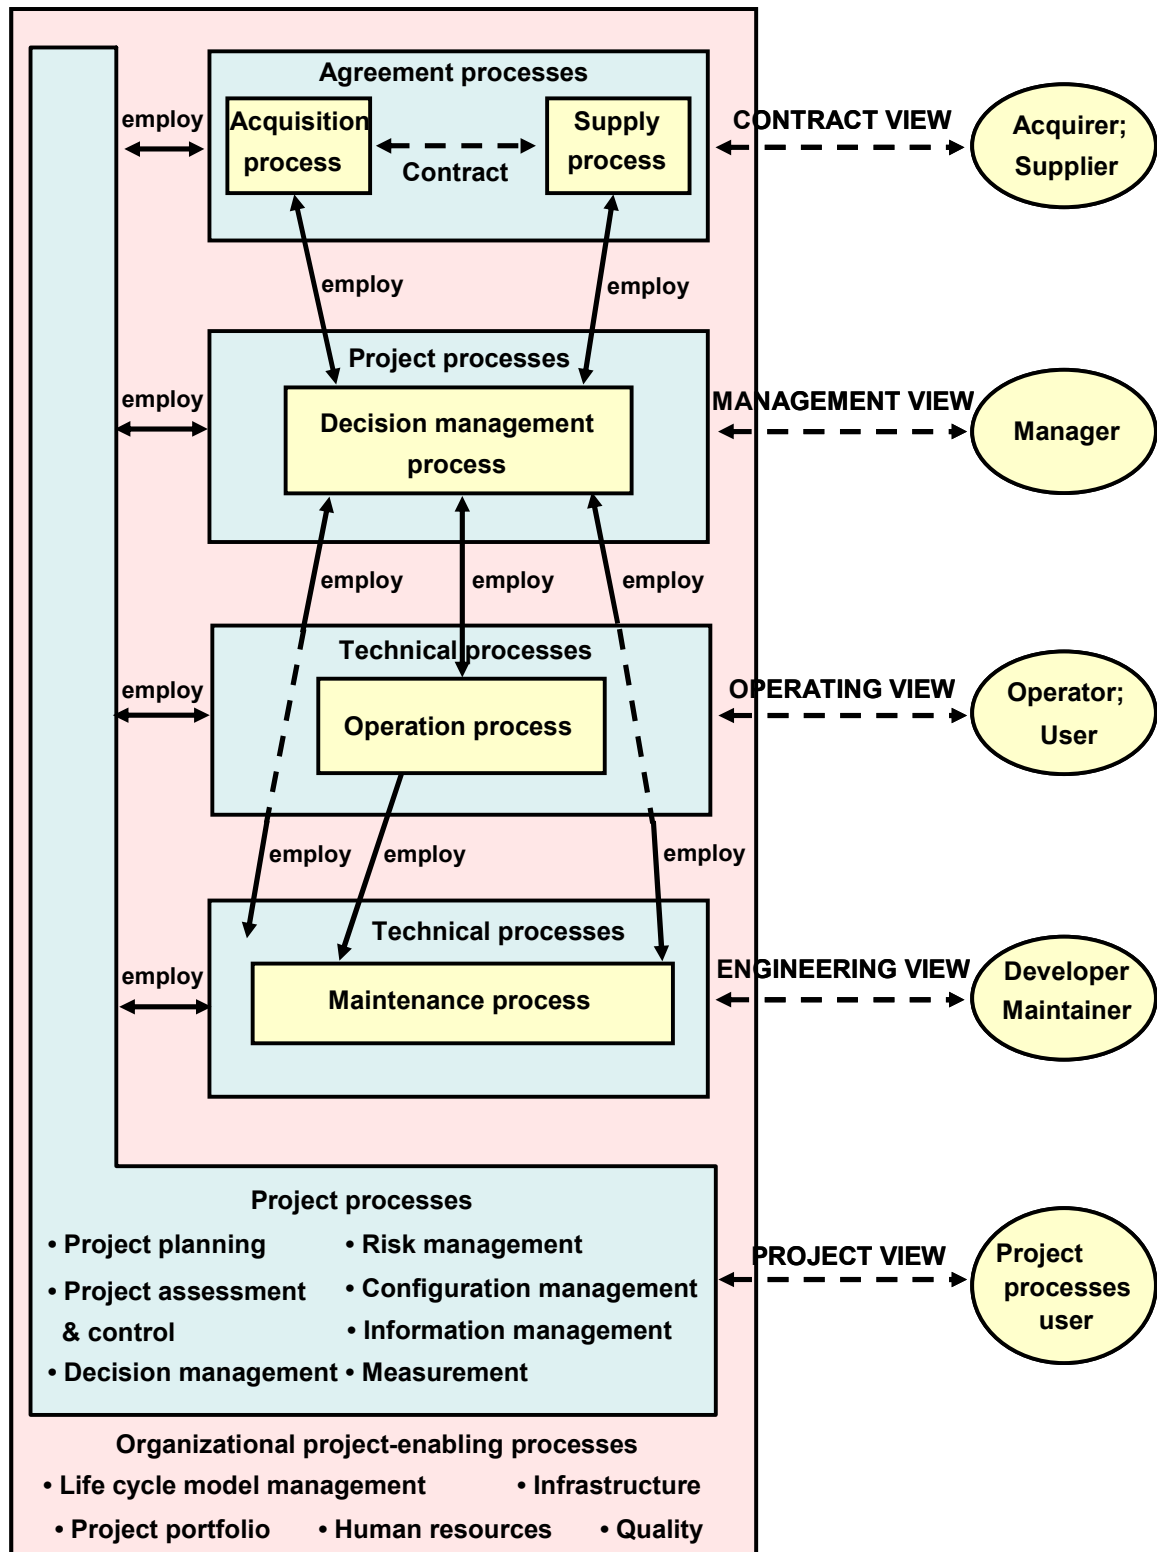 Agreement processes
employ
Acquisition
process
Contract
Supply
process
CONTRACT VIEW
Acquirer;
Supplier
employ
employ
Project processes
employ
Decision management
process
MANAGEMENT VIEW
Manager
employ
employ
employ
Technical processes
employ
Operation process
OPERATING VIEW
Operator;
User
employ
employ
employ
Technical processes
employ
Maintenance process
ENGINEERING VIEW
Developer
Maintainer
Project processes
• Project planning
• Project assessment
& control
• Decision management
• Risk management
• Configuration management
• Information management
• Measurement
PROJECT VIEW
Project
processes
user
Organizational project-enabling processes
• Life cycle model management
• Infrastructure
• Project portfolio
• Human resources
• Quality